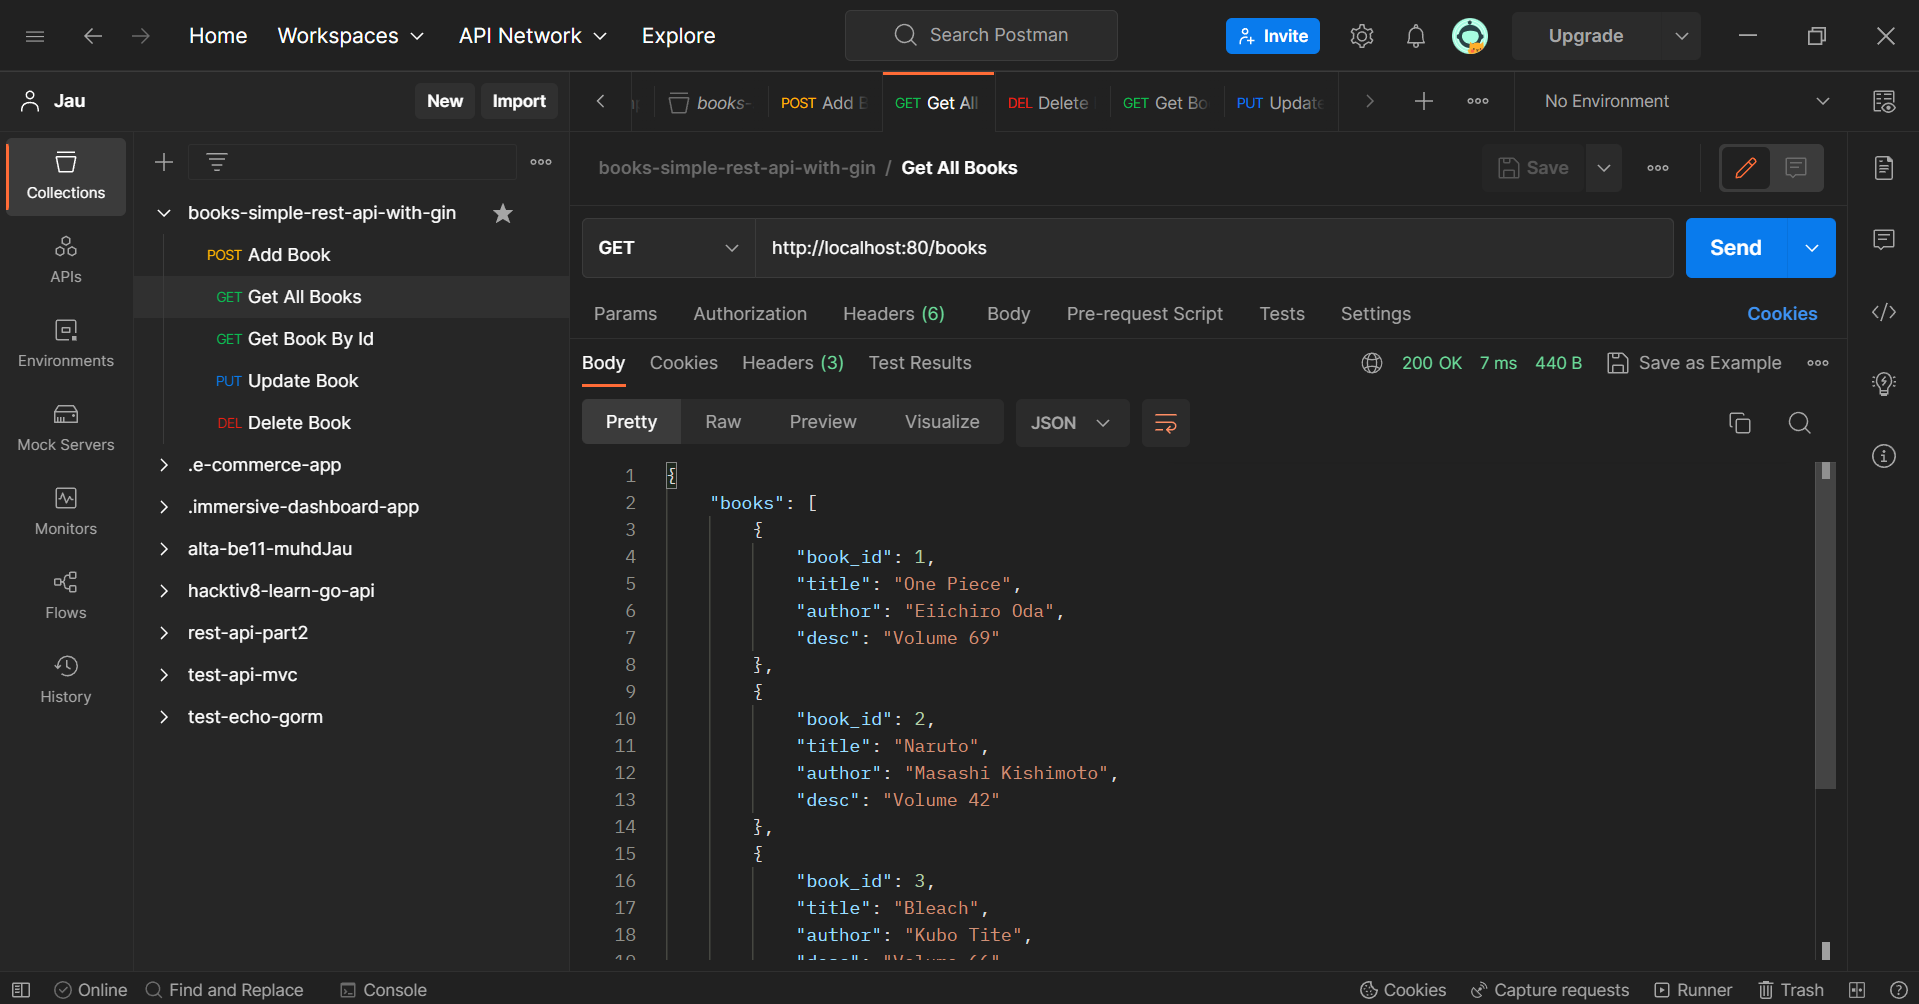 Home Workspaces API Network Explore Search Postman Invite Upgrade
Jau New Import
books- POST Add GET Get All DEL Delete GET Get Bo PUT Update No Environment
Collections
APIs
Environments
Mock Servers
Monitors
Flows
History
books-simple-rest-api-with-gin
POST Add Book
GET Get All Books
GET Get Book By Id
PUT Update Book
DEL Delete Book
.e-commerce-app
.immersive-dashboard-app
alta-be11-muhdJau
hacktiv8-learn-go-api
rest-api-part2
test-api-mvc
test-echo-gorm
books-simple-rest-api-with-gin / Get All Books Save
GET http://localhost:80/books Send
Params Authorization Headers (6) Body Pre-request Script Tests Settings Cookies
Body Cookies Headers (3) Test Results 200 OK 7 ms 440 B Save as Example
Pretty Raw Preview Visualize JSON
1 {
2 "books": [
3 {
4 "book_id": 1,
5 "title": "One Piece",
6 "author": "Eiichiro Oda",
7 "desc": "Volume 69"
8 },
9 {
10 "book_id": 2,
11 "title": "Naruto",
12 "author": "Masashi Kishimoto",
13 "desc": "Volume 42"
14 },
15 {
16 "book_id": 3,
17 "title": "Bleach",
18 "author": "Kubo Tite",
19 "desc": "Volume 66"
Online Find and Replace Console Cookies Capture requests Runner Trash